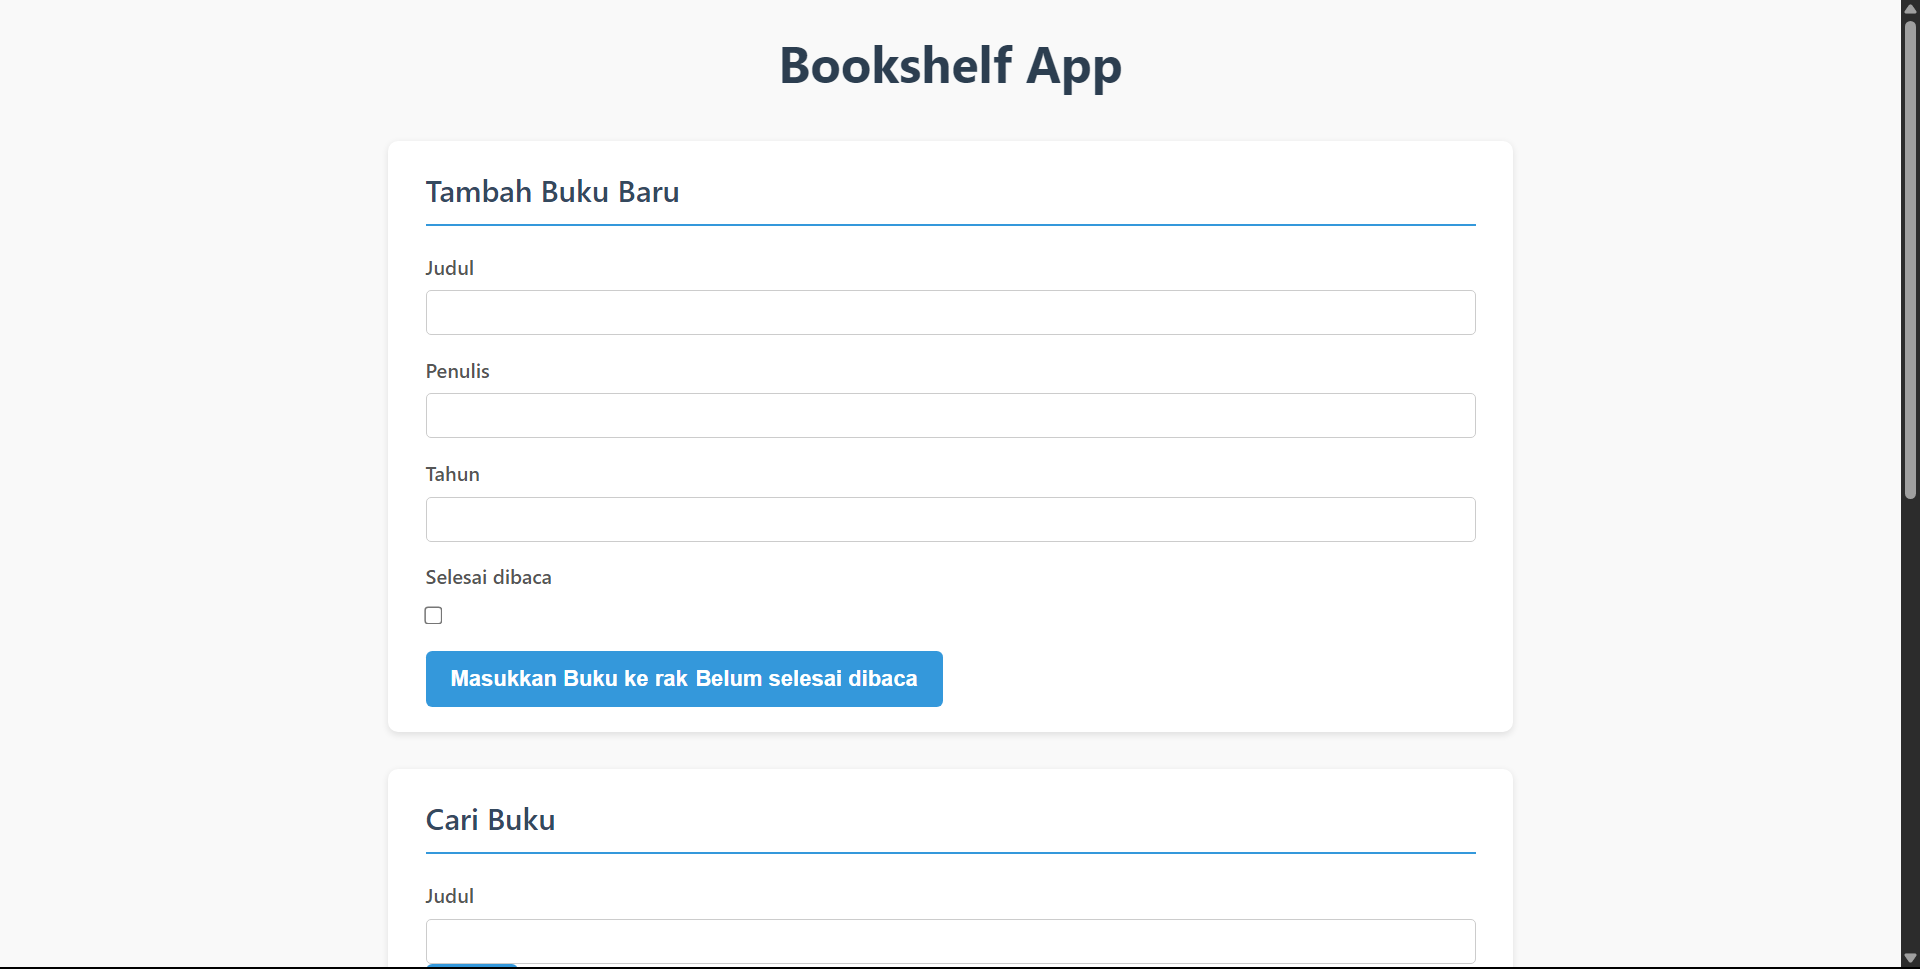 Bookshelf App
Tambah Buku Baru
Judul
Penulis
Tahun
Selesai dibaca
Masukkan Buku ke rak Belum selesai dibaca
Cari Buku
Judul